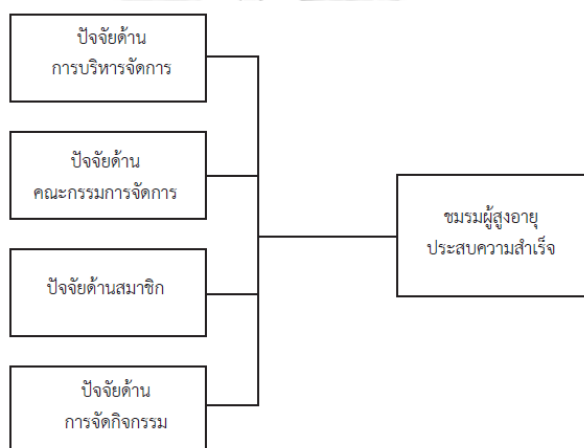 ปัจจัยด้าน
การบริหารจัดการ
ปัจจัยด้าน
คณะกรรมการจัดการ
ปัจจัยด้านสมาชิก
ปัจจัยด้าน
การจัดกิจกรรม
ชมรมผู้สูงอายุ
ประสบความสำเร็จ